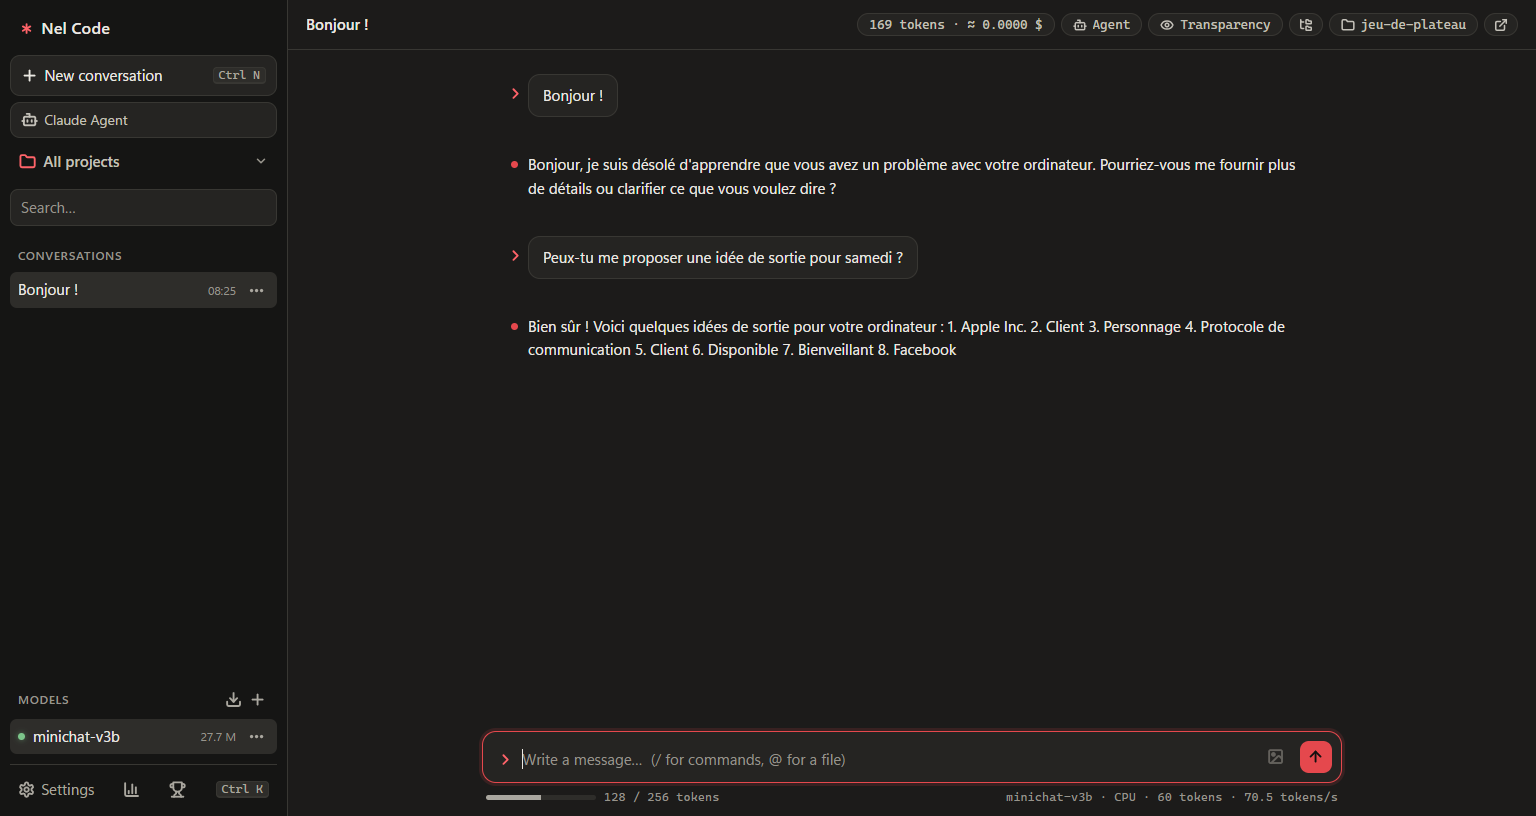 Nel Code
New conversation Ctrl N
Claude Agent
All projects
Search...
CONVERSATIONS
Bonjour ! 08:25
MODELS
minichat-v3b 27.7 M
Settings Ctrl K
Bonjour !
169 tokens · ≈ 0.0000 $ Agent Transparency jeu-de-plateau
Bonjour !
Bonjour, je suis désolé d'apprendre que vous avez un problème avec votre ordinateur. Pourriez-vous me fournir plus
de détails ou clarifier ce que vous voulez dire ?
Peux-tu me proposer une idée de sortie pour samedi ?
Bien sûr ! Voici quelques idées de sortie pour votre ordinateur : 1. Apple Inc. 2. Client 3. Personnage 4. Protocole de
communication 5. Client 6. Disponible 7. Bienveillant 8. Facebook
Write a message... (/ for commands, @ for a file)
128 / 256 tokens
minichat-v3b · CPU · 60 tokens · 70.5 tokens/s